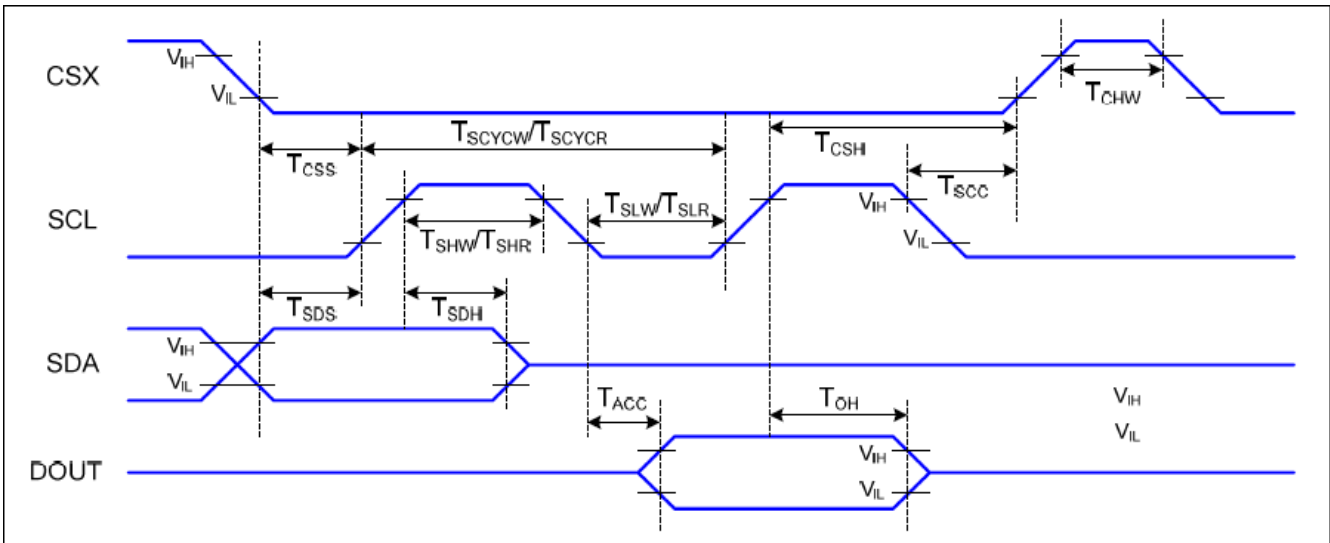 CSX
VIH
VIL
TCHW
TSCYCW/TSCYCR
TCSS
TCSH
TSCC
SCL
TSHW/TSHR
TSLW/TSLR
VIH
VIL
TSDS
TSDH
SDA
VIH
VIL
TACC
TOH
VIH
VIL
DOUT
VIH
VIL